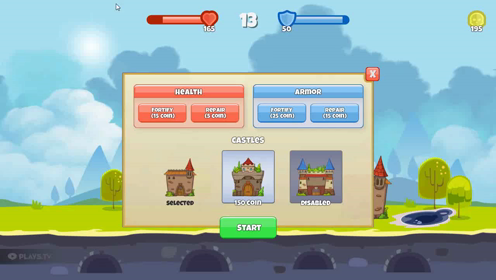 13
165
50
195
X
HEALTH
ARMOR
FORTIFY
(15 COIN)
REPAIR
(5 COIN)
FORTIFY
(25 COIN)
REPAIR
(15 COIN)
CASTLES
SELECTED
150 COIN
DISABLED
START
PLAYS.TV